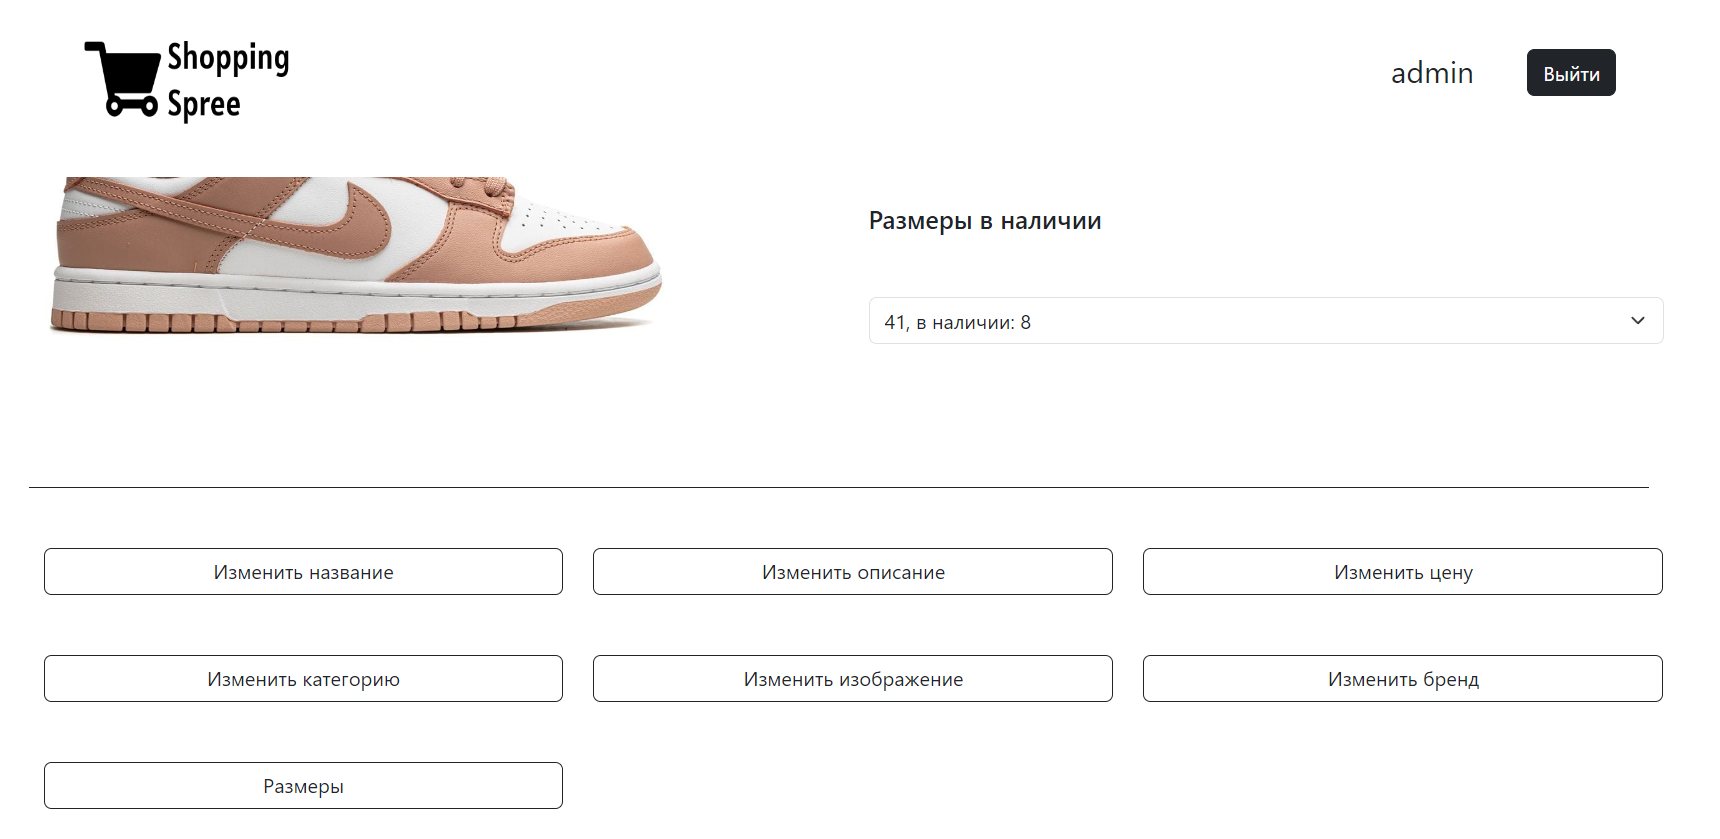 Shopping
Spree
admin
Выйти
Размеры в наличии
41, в наличии: 8
Изменить название
Изменить описание
Изменить цену
Изменить категорию
Изменить изображение
Изменить бренд
Размеры